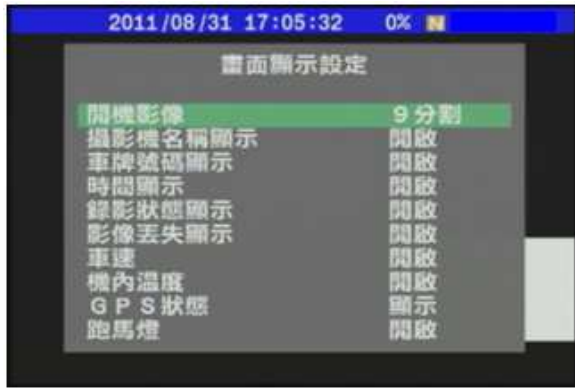 2011/08/31 17:05:32 0% N
畫面顯示設定
開機影像 9分割
攝影機名稱顯示 開啟
車牌號碼顯示 開啟
時間顯示 開啟
錄影狀態顯示 開啟
影像丟失顯示 開啟
車速 開啟
機內溫度 開啟
GPS狀態 顯示
跑馬燈 開啟